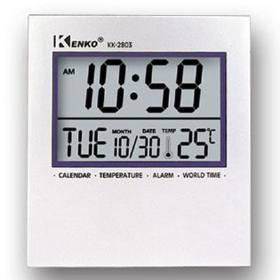 KENKO® KK-2803
AM 10:58
MONTH DATE TEMP
TUE 10/30 25°C
· CALENDAR · TEMPERATURE · ALARM · WORLD TIME ·